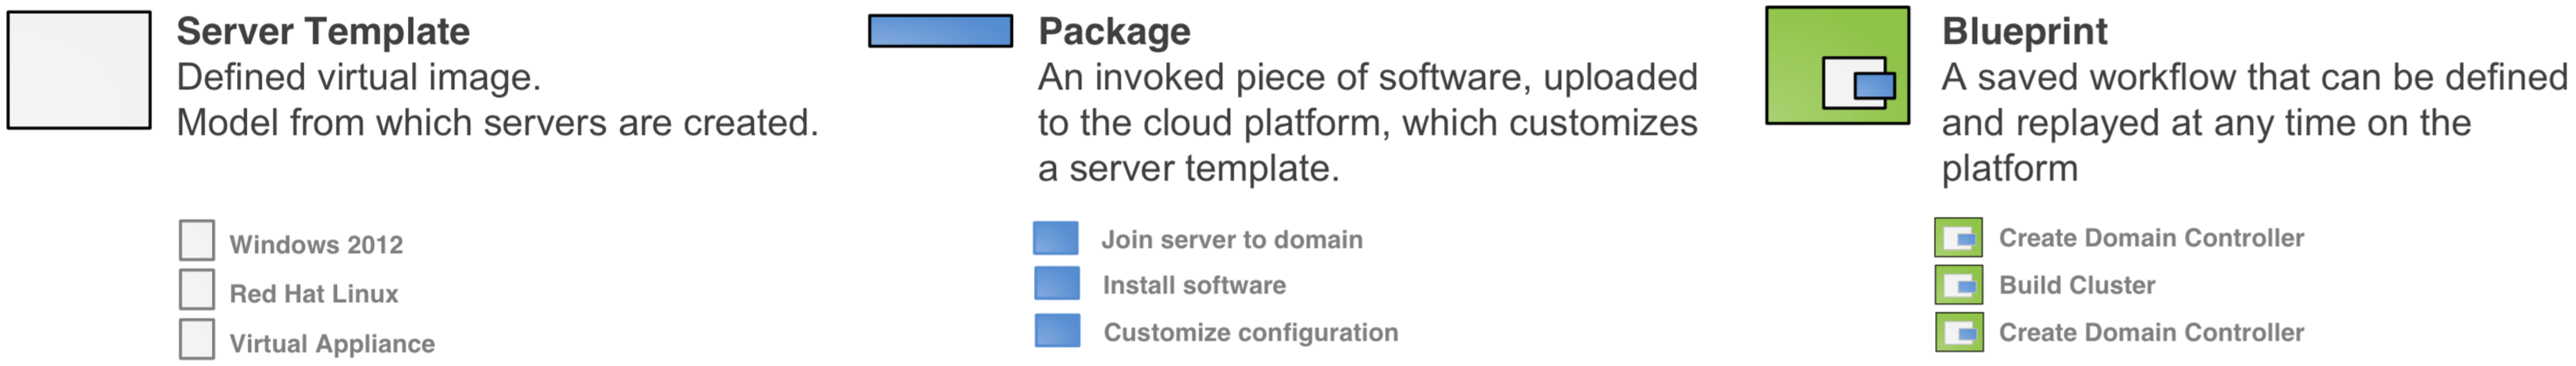 Server Template
Defined virtual image.
Model from which servers are created.
Windows 2012
Red Hat Linux
Virtual Appliance
Package
An invoked piece of software, uploaded
to the cloud platform, which customizes
a server template.
Join server to domain
Install software
Customize configuration
Blueprint
A saved workflow that can be defined
and replayed at any time on the
platform
Create Domain Controller
Build Cluster
Create Domain Controller